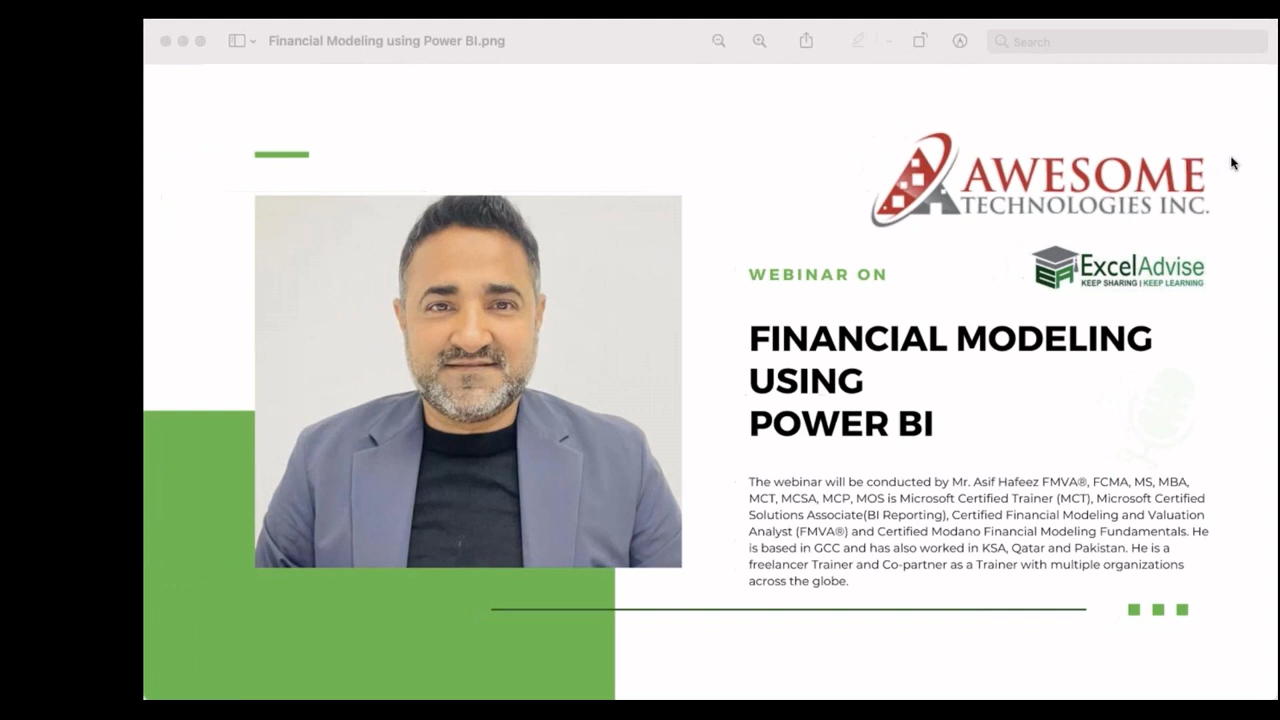 Financial Modeling using Power BI.png
Search
AWESOME
TECHNOLOGIES INC.
WEBINAR ON
ExcelAdvise
KEEP SHARING | KEEP LEARNING
FINANCIAL MODELING
USING
POWER BI
The webinar will be conducted by Mr. Asif Hafeez FMVA®, FCMA, MS, MBA,
MCT, MCSA, MCP, MOS is Microsoft Certified Trainer (MCT), Microsoft Certified
Solutions Associate(BI Reporting), Certified Financial Modeling and Valuation
Analyst (FMVA®) and Certified Modano Financial Modeling Fundamentals. He
is based in GCC and has also worked in KSA, Qatar and Pakistan. He is a
freelancer Trainer and Co-partner as a Trainer with multiple organizations
across the globe.